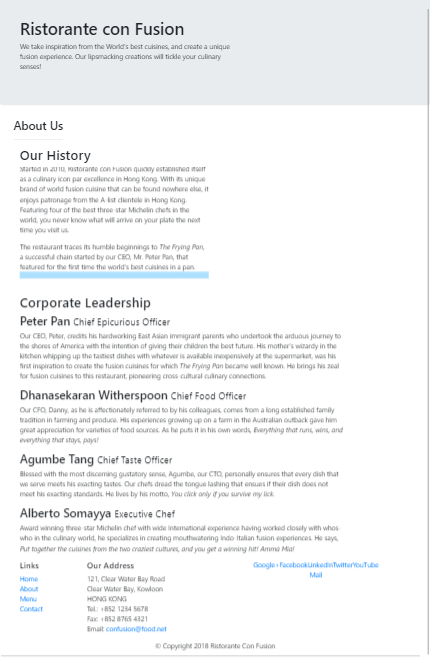 Ristorante con Fusion
We take inspiration from the World's best cuisines, and create a unique
fusion experience. Our lipsmacking creations will tickle your culinary
senses!
About Us
Our History
Started in 2010, Ristorante con Fusion quickly established itself
as a culinary icon par excellence in Hong Kong. With its unique
brand of world fusion cuisine that can be found nowhere else, it
enjoys patronage from the A-list clientele in Hong Kong.
Featuring four of the best three-star Michelin chefs in the
world, you never know what will arrive on your plate the next
time you visit us.
The restaurant traces its humble beginnings to The Frying Pan,
a successful chain started by our CEO, Mr. Peter Pan, that
featured for the first time the world's best cuisines in a pan.
Corporate Leadership
Peter Pan Chief Epicurious Officer
Our CEO, Peter, credits his hardworking East Asian immigrant parents who undertook the arduous journey to
the shores of America with the intention of giving their children the best future. His mother's wizardry in the
kitchen whipping up the tastiest dishes with whatever is available inexpensively at the supermarket, was his
first inspiration to create the fusion cuisines for which The Frying Pan became well known. He brings his zeal
for fusion cuisines to this restaurant, pioneering cross-cultural culinary connections.
Dhanasekaran Witherspoon Chief Food Officer
Our CFO, Danny, as he is affectionately referred to by his colleagues, comes from a long established family
tradition in farming and produce. His experiences growing up on a farm in the Australian outback gave him
great appreciation for varieties of food sources. As he puts it in his own words, Everything that runs, wins, and
everything that stays, pays!
Agumbe Tang Chief Taste Officer
Blessed with the most discerning gustatory sense, Agumbe, our CTO, personally ensures that every dish that
we serve meets his exacting tastes. Our chefs dread the tongue lashing that ensues if their dish does not
meet his exacting standards. He lives by his motto, You click only if you survive my lick.
Alberto Somayya Executive Chef
Award winning three-star Michelin chef with wide International experience having worked closely with whos-
who in the culinary world, he specializes in creating mouthwatering Indo-Italian fusion experiences. He says,
Put together the cuisines from the two craziest cultures, and you get a winning hit! Amma Mia!
Links
Home
About
Menu
Contact
Our Address
121, Clear Water Bay Road
Clear Water Bay, Kowloon
HONG KONG
Tel.: +852 1234 5678
Fax: +852 8765 4321
Email: confusion@food.net
Google+FacebookLinkedInTwitterYouTube
Mail
© Copyright 2018 Ristorante Con Fusion